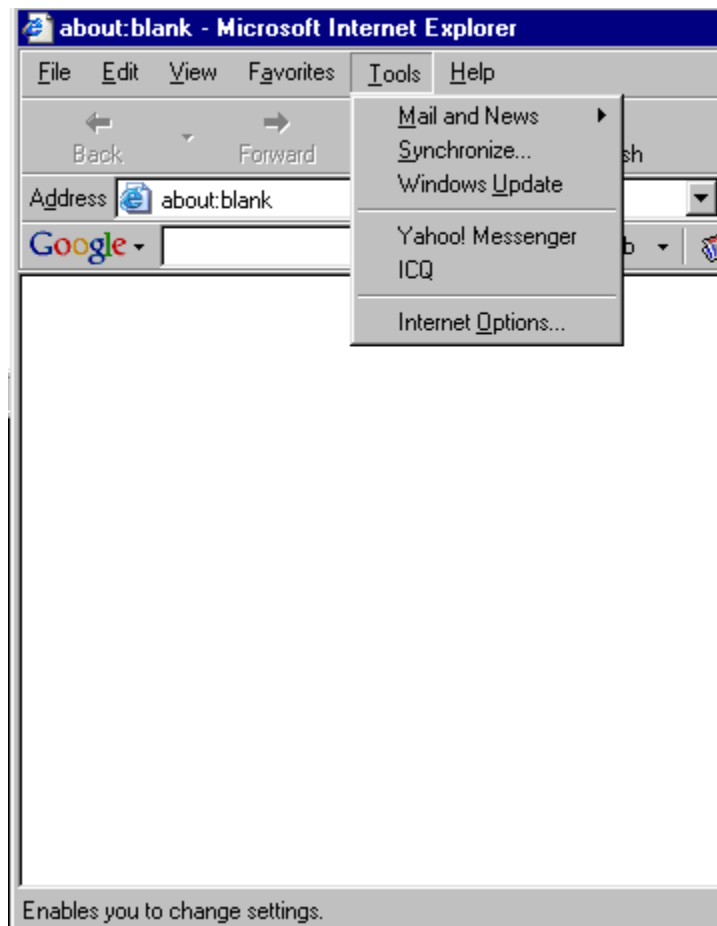 about:blank - Microsoft Internet Explorer
File Edit View Favorites Tools Help
Mail and News
Synchronize...
Windows Update
Yahoo! Messenger
ICQ
Internet Options...
Back Forward
Address about:blank
Google
Enables you to change settings.